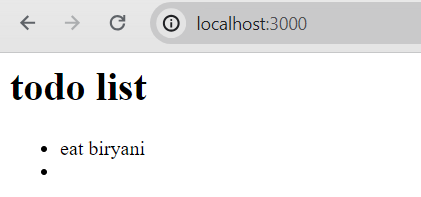 localhost:3000
todo list
• eat biryani
•